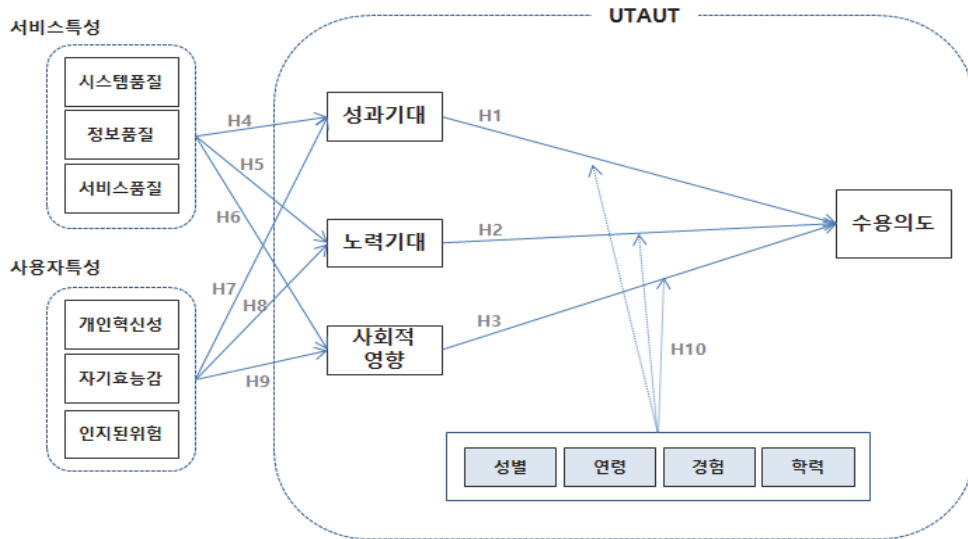 UTAUT
서비스특성
시스템품질
정보품질
서비스품질
사용자특성
개인혁신성
자기효능감
인지된위험
H4
H5
H6
H7
H8
H9
성과기대
노력기대
사회적
영향
H1
H2
H3
H10
수용의도
성별
연령
경험
학력